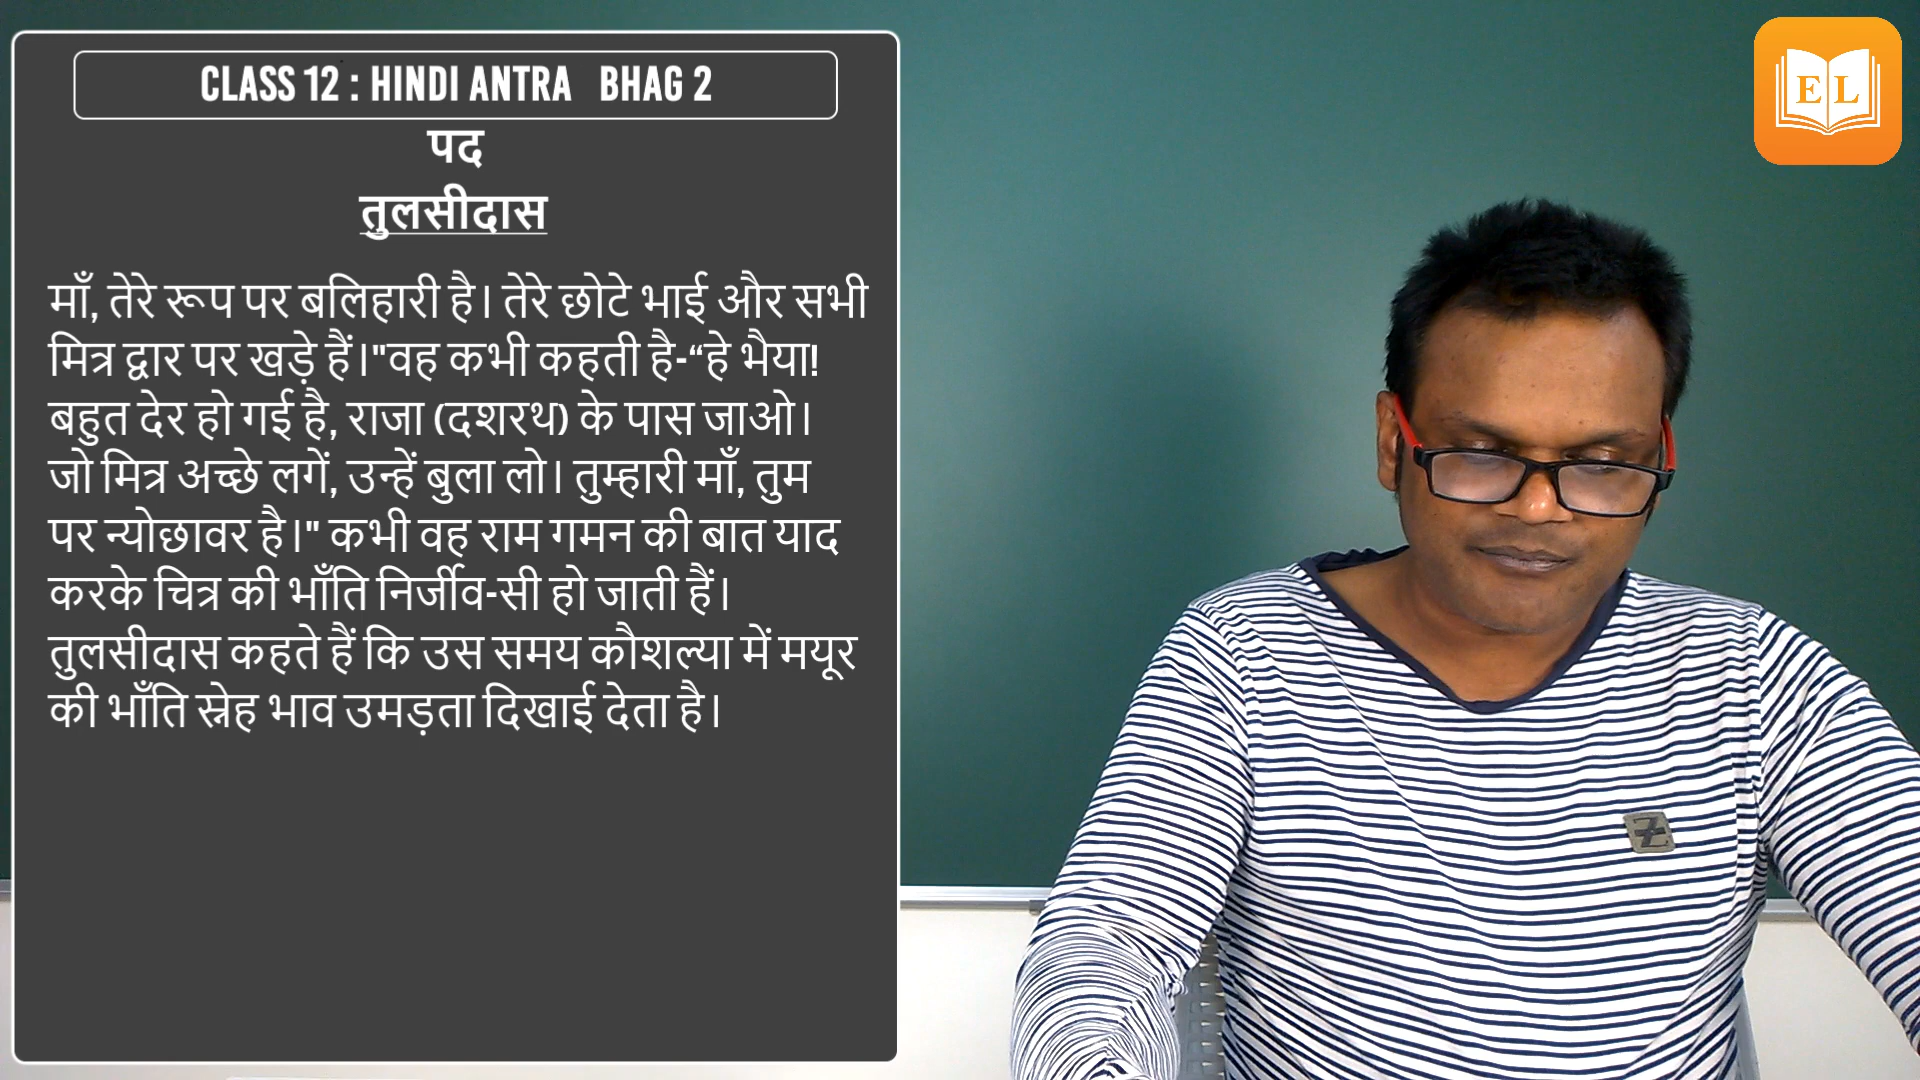 CLASS 12 : HINDI ANTRA BHAG 2
पद
तुलसीदास
माँ, तेरे रूप पर बलिहारी है। तेरे छोटे भाई और सभी
मित्र द्वार पर खड़े हैं।"वह कभी कहती है-“हे भैया!
बहुत देर हो गई है, राजा (दशरथ) के पास जाओ।
जो मित्र अच्छे लगें, उन्हें बुला लो। तुम्हारी माँ, तुम
पर न्योछावर है।" कभी वह राम गमन की बात याद
करके चित्र की भाँति निर्जीव-सी हो जाती हैं।
तुलसीदास कहते हैं कि उस समय कौशल्या में मयूर
की भाँति स्नेह भाव उमड़ता दिखाई देता है।
EL
Z